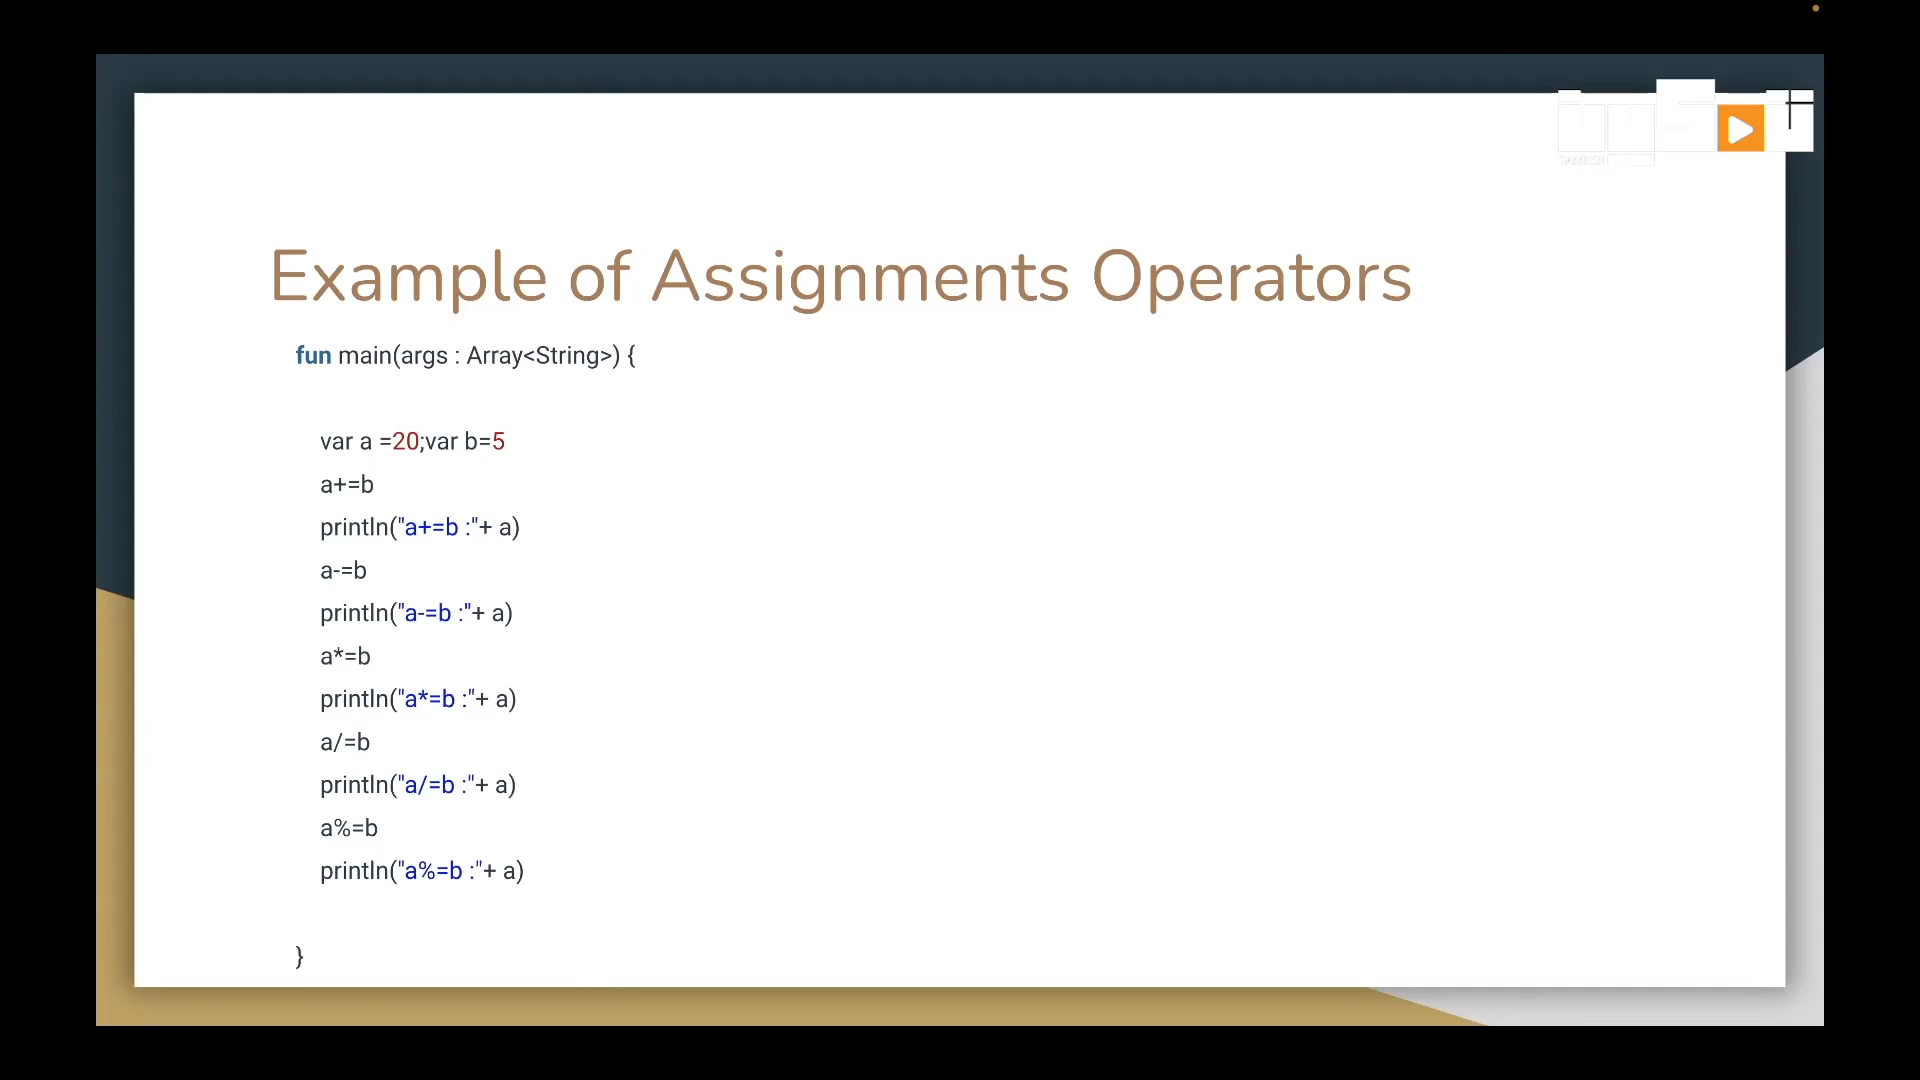 Example of Assignments Operators
fun main(args : Array<String>) {
var a =20;var b=5
a+=b
println("a+=b :"+ a)
a-=b
println("a-=b :"+ a)
a*=b
println("a*=b :"+ a)
a/=b
println("a/=b :"+ a)
a%=b
println("a%=b :"+ a)
}